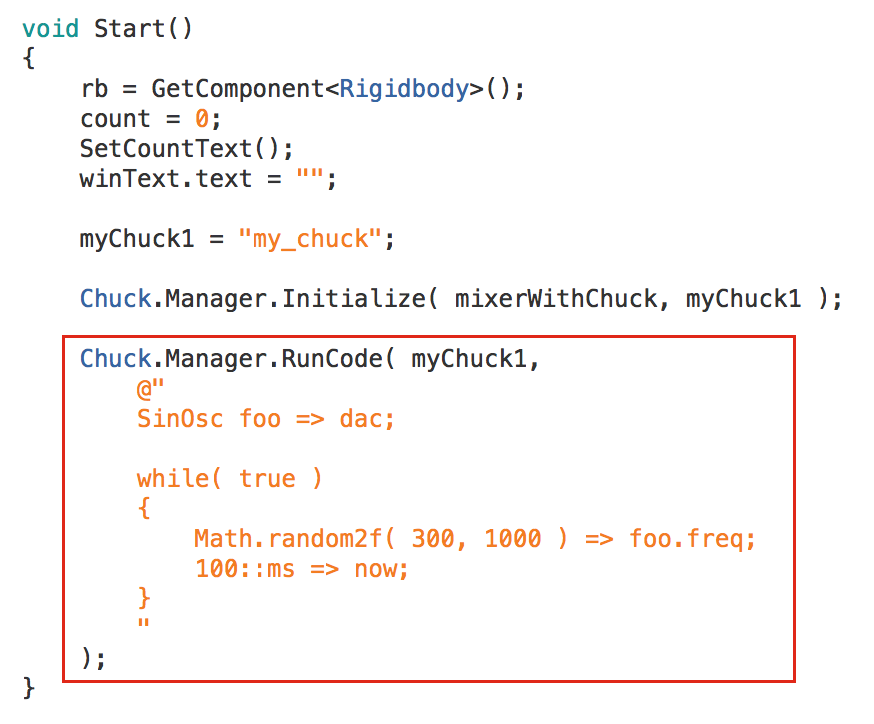 void Start()
{
    rb = GetComponent<Rigidbody>();
    count = 0;
    SetCountText();
    winText.text = "";

    myChuck1 = "my_chuck";

    Chuck.Manager.Initialize( mixerWithChuck, myChuck1 );

    Chuck.Manager.RunCode( myChuck1,
        @"
        SinOsc foo => dac;

        while( true )
        {
            Math.random2f( 300, 1000 ) => foo.freq;
            100::ms => now;
        }
        "
    );
}